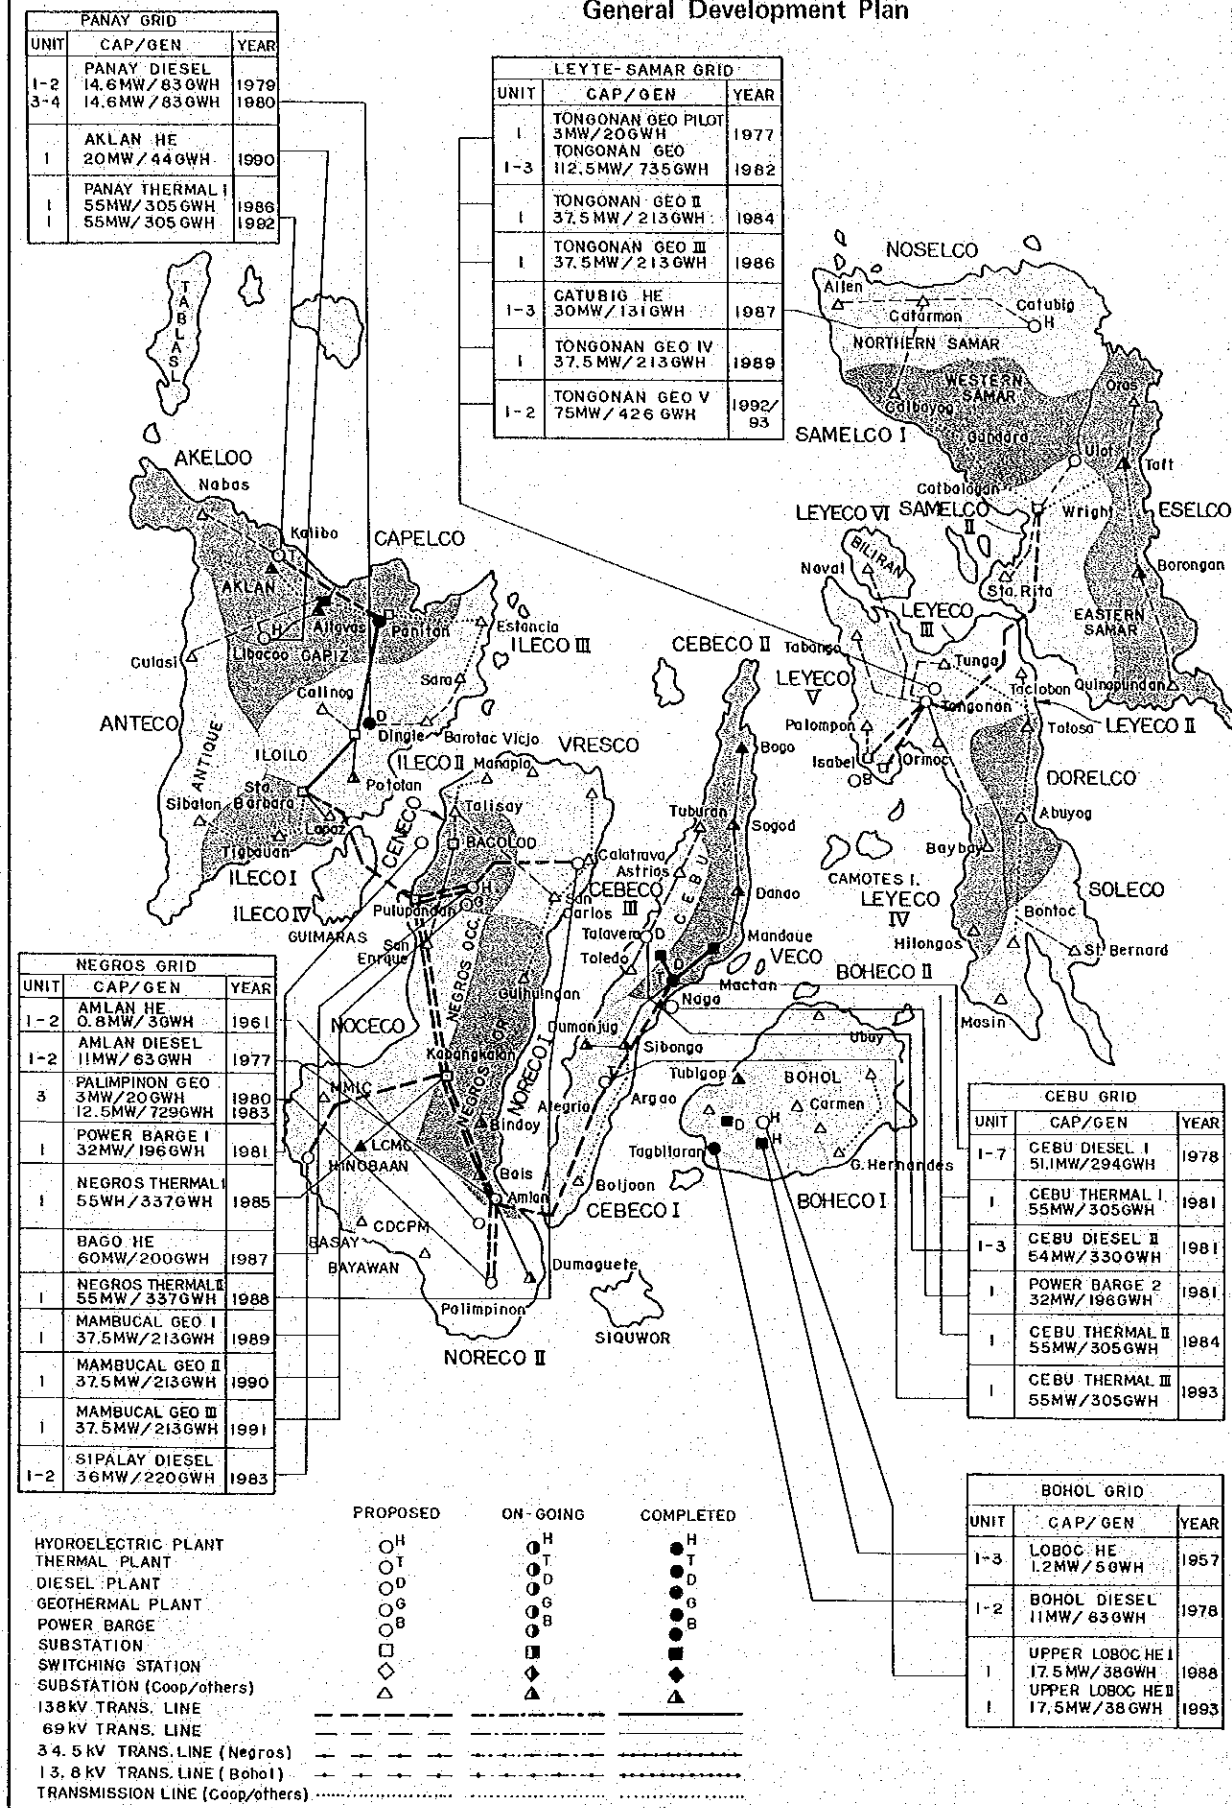 General Development Plan
PANAY GRID
UNIT CAP/GEN YEAR
PANAY DIESEL
1-2 14.6MW/83GWH 1979
3-4 14.6MW/83GWH 1980
AKLAN HE
1 20MW/44GWH 1990
PANAY THERMAL I
1 55MW/305GWH 1986
1 55MW/305GWH 1992
LEYTE-SAMAR GRID
UNIT CAP/GEN YEAR
TONGONAN GEO PILOT
1 3MW/20GWH 1977
TONGONAN GEO
1-3 112.5MW/735GWH 1982
TONGONAN GEO II
1 37.5MW/213GWH 1984
TONGONAN GEO III
1 37.5MW/213GWH 1986
CATUBIG HE
1-3 30MW/131GWH 1987
TONGONAN GEO IV
1 37.5MW/213GWH 1989
TONGONAN GEO V
1-2 75MW/426 GWH 1992/
93
TABLASL
NOSELCO
Allen
Catarman
Catubig
H
NORTHERN SAMAR
WESTERN
SAMAR
Oras
Calbayog
SAMELCO I
Gandara
Ulot
Taft
Catbalogan
Wright
ESELCO
LEYECO VI
SAMELCO
II
BILIRAN
Naval
Sta. Rita
Borongan
EASTERN
SAMAR
LEYECO
III
Tabango
Tunga
Tacloban
Quinapundan
LEYECO
V
Tongonan
LEYECO II
Palompon
Tolosa
Isabel
B
Ormoc
DORELCO
Abuyog
Baybay
CAMOTES I.
LEYECO
IV
SOLECO
Hilongos
Bontoc
St. Bernard
Masin
AKELOO
Nabas
Kalibo
T
CAPELCO
AKLAN
Altavas
Panitan
Estancia
ILECO III
H
Libacoo
CAPIZ
Culasi
Sara
Calinog
ANTECO
D
Dingle
Barotac Viejo
ANTIQUE
ILOILO
ILECO II
Potatan
Sta.
Barbara
Sibalon
Lapaz
Tigbauan
ILECO I
ILECO IV
GUIMARAS
VRESCO
Manapla
Talisay
CENECO
BACOLOD
Calatrava
Astrios
H
G
Pulupandan
San
Carlos
San
Enrque
NEGROS OCC.
Guihulngan
NOCECO
Kabangkalan
NEGROS ORI.
NORECO I
MMIC
Bindoy
LCMC
HINOBAAN
Bais
Amlan
CDCPM
BASAY
BAYAWAN
Dumaguete
Palimpinon
NORECO II
SIQUWOR
CEBECO II
Bogo
Tuburan
Sogod
CEBU
Danao
CEBECO
III
Talavera
D
Mandaue
Toledo
VECO
T
D
Mactan
Naga
Dumanjug
Sibonga
T
Argao
Alegria
Boljoon
CEBECO I
BOHECO II
Ubuy
Tubigop
BOHOL
Carmen
D
H
H
Tagbilaran
G.Hernandes
BOHECO I
NEGROS GRID
UNIT CAP/GEN YEAR
AMLAN HE
1-2 0.8MW/3GWH 1961
AMLAN DIESEL
1-2 11MW/63GWH 1977
PALIMPINON GEO
3 3MW/20GWH 1980
12.5MW/729GWH 1983
POWER BARGE I
1 32MW/196GWH 1981
NEGROS THERMAL I
1 55WH/337GWH 1985
BAGO HE
60MW/200GWH 1987
NEGROS THERMAL II
1 55MW/337GWH 1988
MAMBUCAL GEO I
1 37.5MW/213GWH 1989
MAMBUCAL GEO II
1 37.5MW/213GWH 1990
MAMBUCAL GEO III
1 37.5MW/213GWH 1991
SIPALAY DIESEL
1-2 36MW/220GWH 1983
CEBU GRID
UNIT CAP/GEN YEAR
CEBU DIESEL I
1-7 51.1MW/294GWH 1978
CEBU THERMAL I
1 55MW/305GWH 1981
CEBU DIESEL II
1-3 54MW/330GWH 1981
POWER BARGE 2
1 32MW/196GWH 1981
CEBU THERMAL II
1 55MW/305GWH 1984
CEBU THERMAL III
1 55MW/305GWH 1993
BOHOL GRID
UNIT CAP/GEN YEAR
LOBOC HE
1-3 1.2MW/5GWH 1957
BOHOL DIESEL
1-2 11MW/63GWH 1978
UPPER LOBOC HE I
1 17.5MW/38GWH 1988
UPPER LOBOC HE II
1 17.5MW/38GWH 1993
PROPOSED ON-GOING COMPLETED
HYDROELECTRIC PLANT H H H
THERMAL PLANT T T T
DIESEL PLANT D D D
GEOTHERMAL PLANT G G G
POWER BARGE B B B
SUBSTATION
SWITCHING STATION
SUBSTATION (Coop/others)
138kV TRANS. LINE
69kV TRANS. LINE
34.5 kV TRANS. LINE (Negros)
13.8 kV TRANS. LINE (Bohol)
TRANSMISSION LINE (Coop/others)